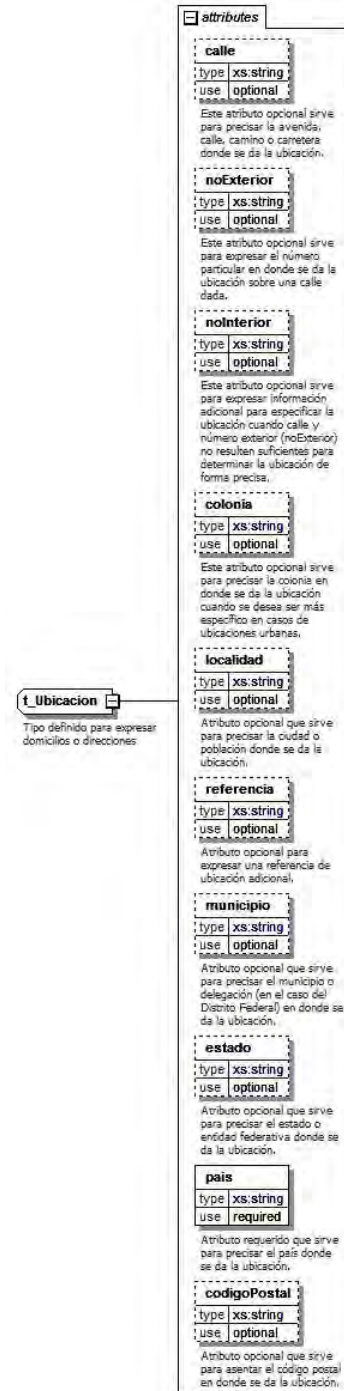 attributes
calle
type xs:string
use optional
Este atributo opcional sirve
para precisar la avenida,
calle, camino o carretera
donde se da la ubicación.
noExterior
type xs:string
use optional
Este atributo opcional sirve
para expresar el número
particular en donde se da la
ubicación sobre una calle
dada.
noInterior
type xs:string
use optional
Este atributo opcional sirve
para expresar información
adicional para especificar la
ubicación cuando calle y
número exterior (noExterior)
no resulten suficientes para
determinar la ubicación de
forma precisa.
colonia
type xs:string
use optional
Este atributo opcional sirve
para precisar la colonia en
donde se da la ubicación
cuando se desea ser más
específico en casos de
ubicaciones urbanas.
localidad
type xs:string
use optional
Atributo opcional que sirve
para precisar la ciudad o
población donde se da la
ubicación.
t_Ubicacion
Tipo definido para expresar
domicilios o direcciones
referencia
type xs:string
use optional
Atributo opcional para
expresar una referencia de
ubicación adicional.
municipio
type xs:string
use optional
Atributo opcional que sirve
para precisar el municipio o
delegación (en el caso del
Distrito Federal) en donde se
da la ubicación.
estado
type xs:string
use optional
Atributo opcional que sirve
para precisar el estado o
entidad federativa donde se
da la ubicación.
pais
type xs:string
use required
Atributo requerido que sirve
para precisar el país donde
se da la ubicación.
codigoPostal
type xs:string
use optional
Atributo opcional que sirve
para asentar el código postal
en donde se da la ubicación.